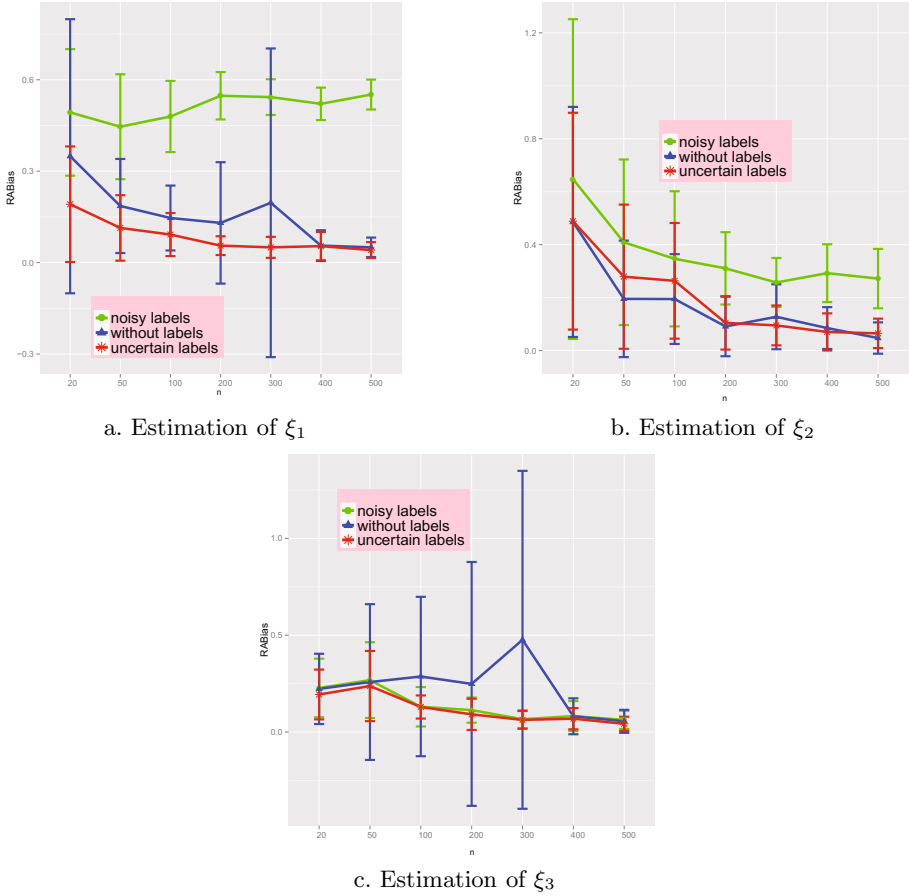 0.6
0.3
0.0
−0.3
RABias
noisy labels
without labels
uncertain labels
20 50 100 200 300 400 500
n
a. Estimation of ξ1
1.2
0.8
0.4
0.0
RABias
noisy labels
without labels
uncertain labels
20 50 100 200 300 400 500
n
b. Estimation of ξ2
1.0
0.5
0.0
RABias
noisy labels
without labels
uncertain labels
20 50 100 200 300 400 500
n
c. Estimation of ξ3